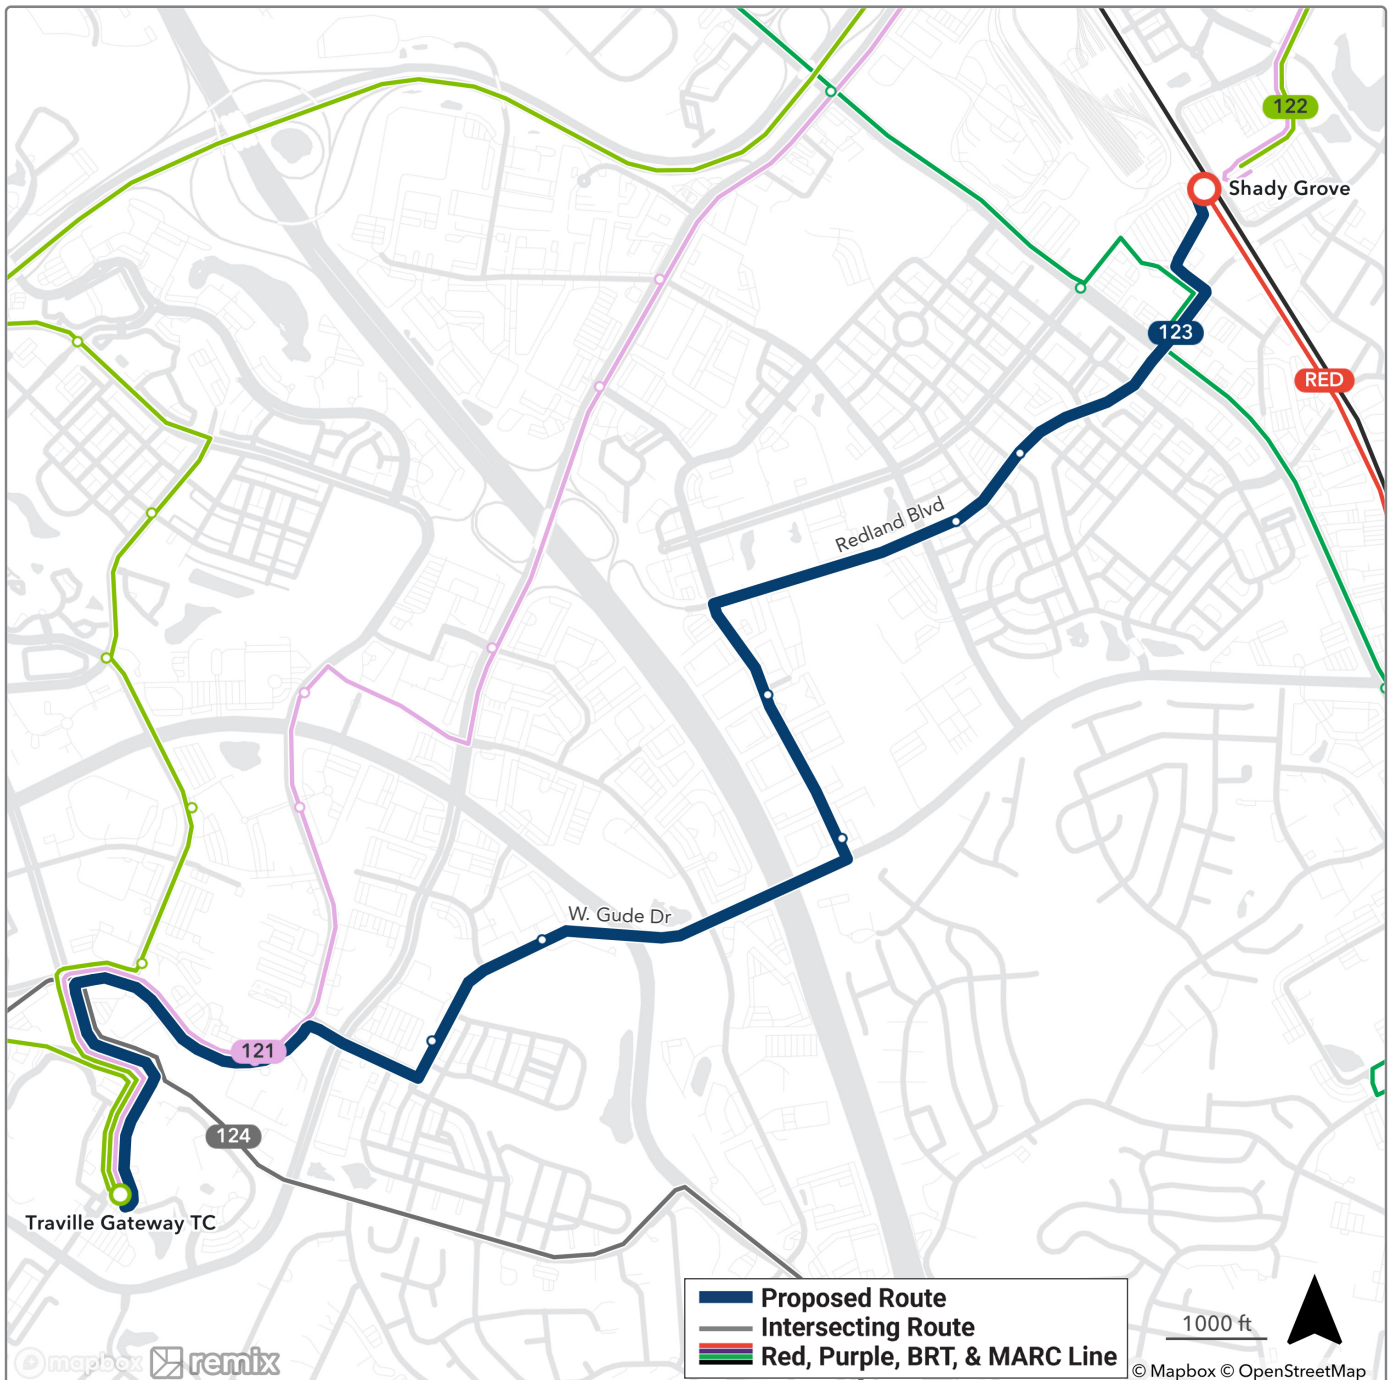 122
Shady Grove
123
RED
Redland Blvd
W. Gude Dr
121
124
Traville Gateway TC
Proposed Route
Intersecting Route
Red, Purple, BRT, & MARC Line
1000 ft
mapbox remix
© Mapbox © OpenStreetMap